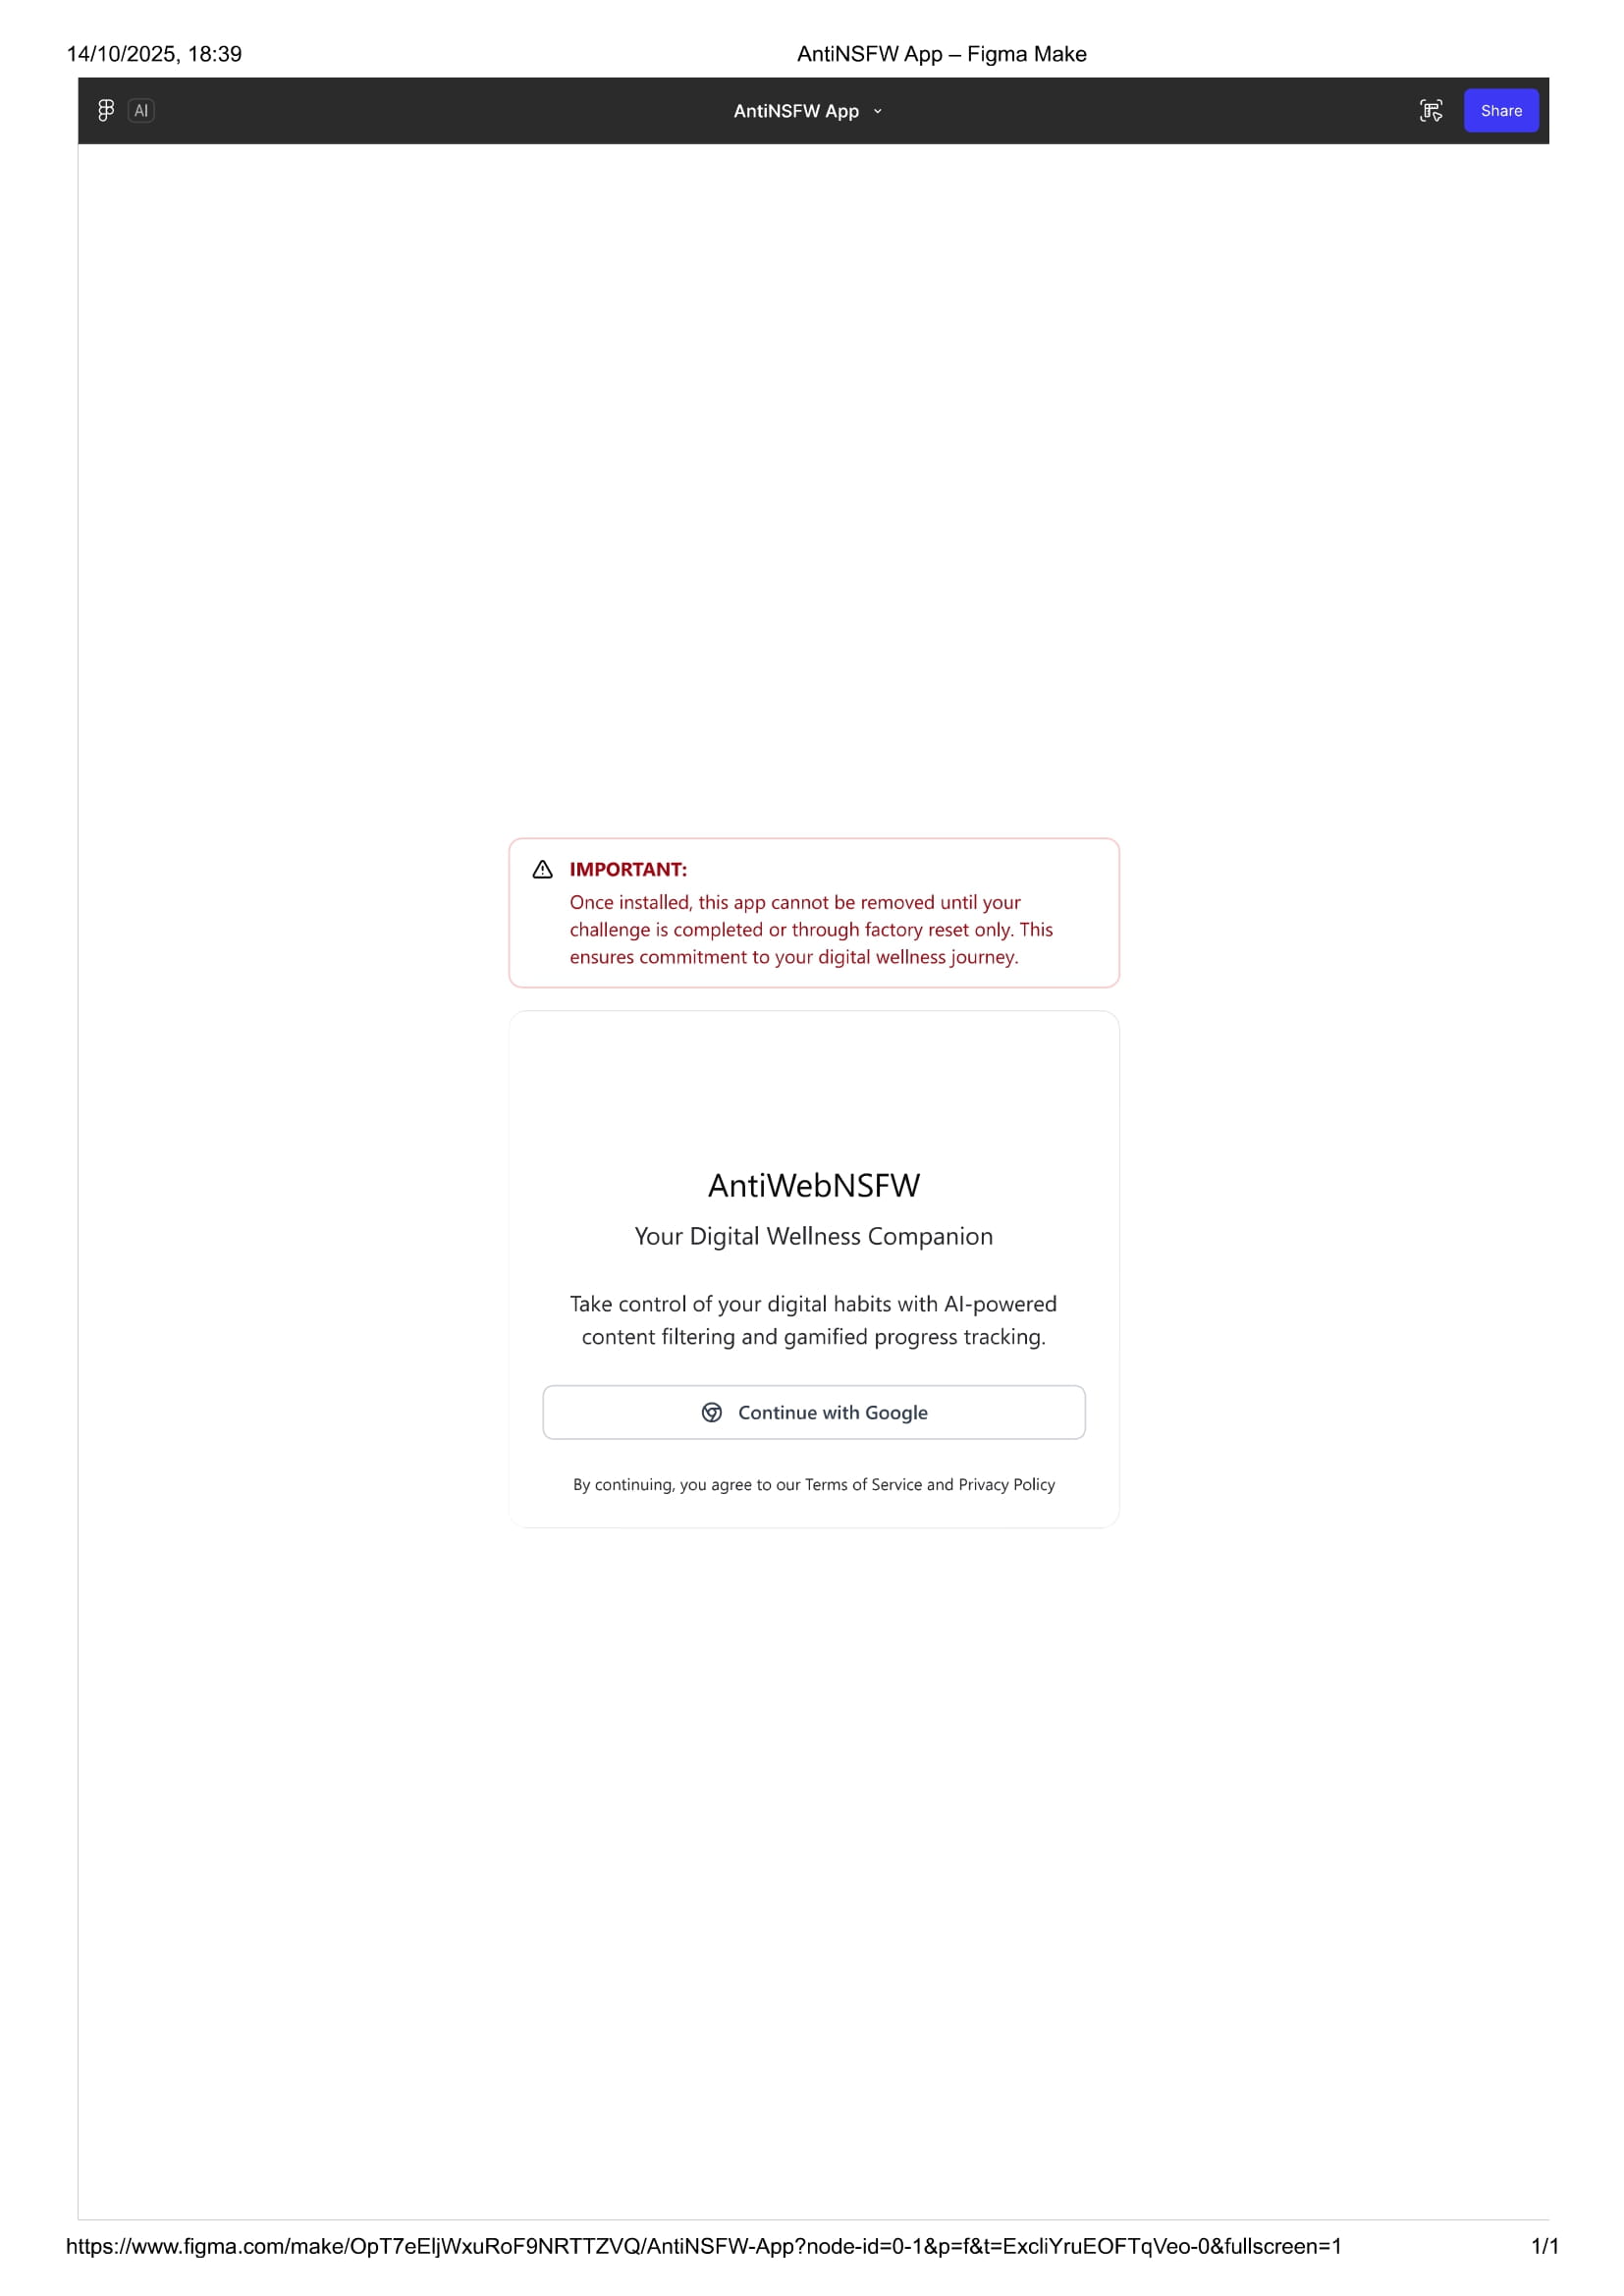 14/10/2025, 18:39 AntiNSFW App – Figma Make
AI AntiNSFW App Share
IMPORTANT:
Once installed, this app cannot be removed until your
challenge is completed or through factory reset only. This
ensures commitment to your digital wellness journey.
AntiWebNSFW
Your Digital Wellness Companion
Take control of your digital habits with AI-powered
content filtering and gamified progress tracking.
Continue with Google
By continuing, you agree to our Terms of Service and Privacy Policy
https://www.figma.com/make/OpT7eEljWxuRoF9NRTTZVQ/AntiNSFW-App?node-id=0-1&p=f&t=ExcliYruEOFTqVeo-0&fullscreen=1 1/1